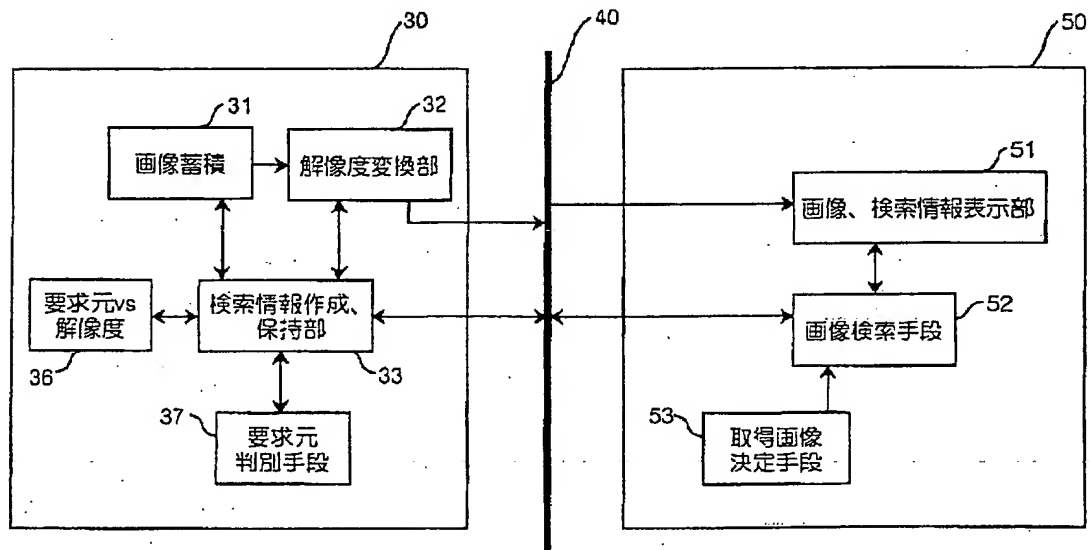 30
40
50
31
32
画像蓄積
解像度変換部
51
画像、検索情報表示部
要求元vs
解像度
検索情報作成、
保持部
52
画像検索手段
36
33
37
要求元
判別手段
53
取得画像
決定手段